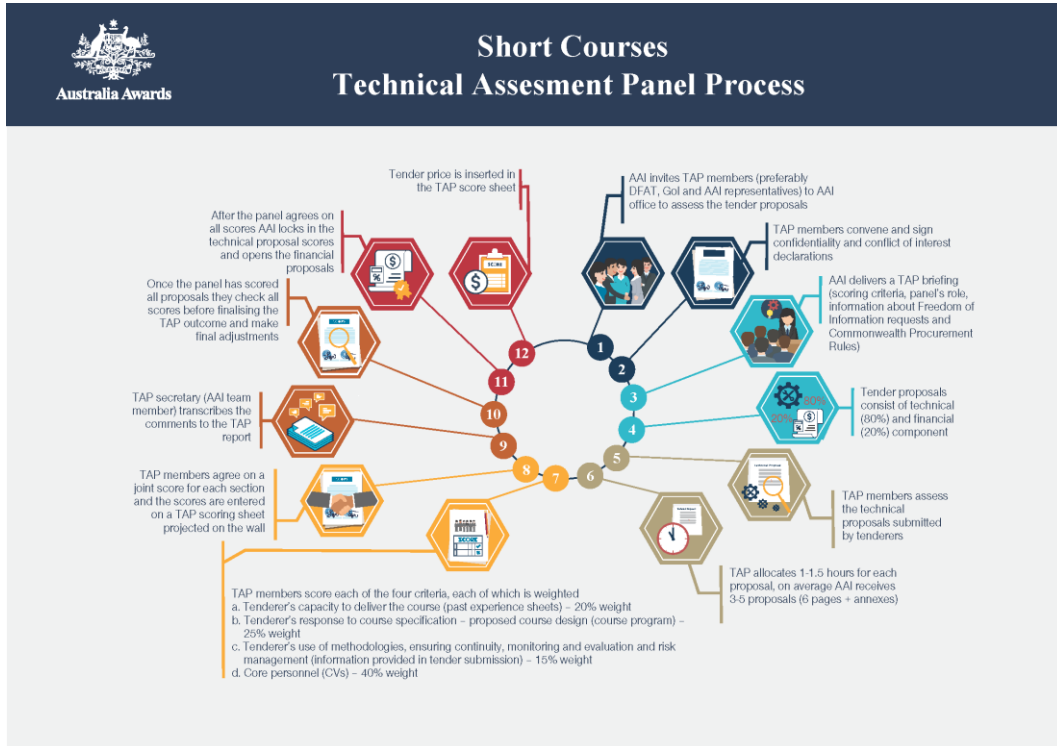 Australia Awards
Short Courses
Technical Assesment Panel Process
AAI invites TAP members (preferably
DFAT, GoI and AAI representatives) to AAI
office to assess the tender proposals
TAP members convene and sign
confidentiality and conflict of interest
declarations
AAI delivers a TAP briefing
(scoring criteria, panel's role,
information about Freedom of
Information requests and
Commonwealth Procurement
Rules)
Tender proposals
consist of technical
(80%) and financial
(20%) component
80%
20%
TAP members assess
the technical
proposals submitted
by tenderers
TAP allocates 1-1.5 hours for each
proposal, on average AAI receives
3-5 proposals (6 pages + annexes)
TAP members score each of the four criteria, each of which is weighted
a. Tenderer's capacity to deliver the course (past experience sheets) – 20% weight
b. Tenderer's response to course specification – proposed course design (course program) –
25% weight
c. Tenderer's use of methodologies, ensuring continuity, monitoring and evaluation and risk
management (information provided in tender submission) – 15% weight
d. Core personnel (CVs) – 40% weight
SCORE
TAP members agree on a
joint score for each section
and the scores are entered
on a TAP scoring sheet
projected on the wall
TAP secretary (AAI team
member) transcribes the
comments to the TAP
report
Once the panel has scored
all proposals they check all
scores before finalising the
TAP outcome and make
final adjustments
After the panel agrees on
all scores AAI locks in the
technical proposal scores
and opens the financial
proposals
Tender price is inserted in
the TAP score sheet
SCORE
1
2
3
4
5
6
7
8
9
10
11
12